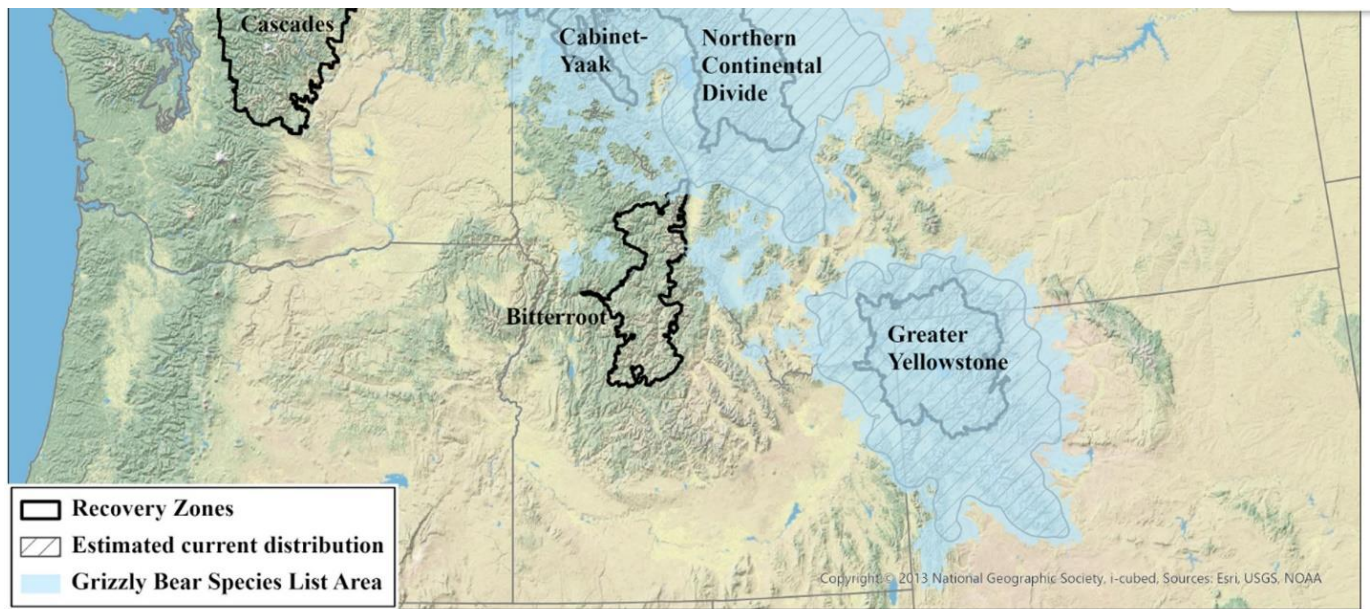 Cascades
Cabinet-
Yaak
Northern
Continental
Divide
Bitterroot
Greater
Yellowstone
Recovery Zones
Estimated current distribution
Grizzly Bear Species List Area
Copyright:© 2013 National Geographic Society, i-cubed, Sources: Esri, USGS, NOAA